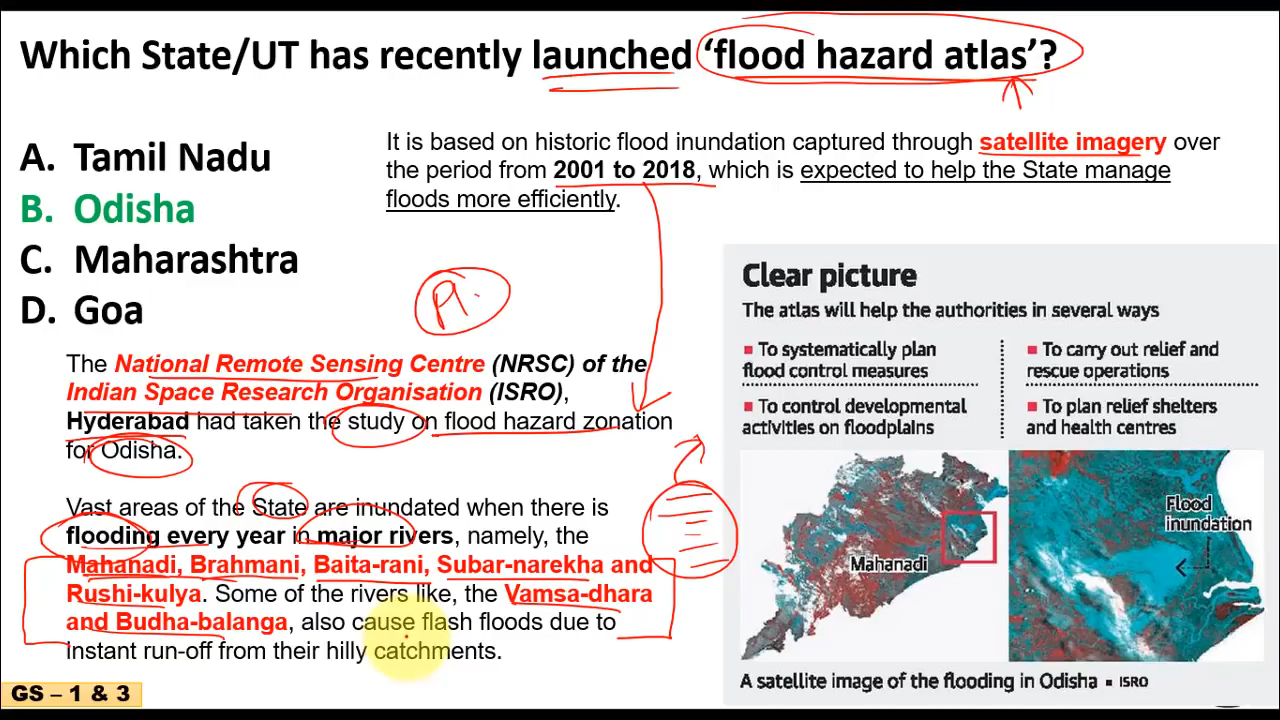 Which State/UT has recently launched ‘flood hazard atlas’?
A. Tamil Nadu
B. Odisha
C. Maharashtra
D. Goa
It is based on historic flood inundation captured through satellite imagery over
the period from 2001 to 2018, which is expected to help the State manage
floods more efficiently.
The National Remote Sensing Centre (NRSC) of the
Indian Space Research Organisation (ISRO),
Hyderabad had taken the study on flood hazard zonation
for Odisha.
Vast areas of the State are inundated when there is
flooding every year in major rivers, namely, the
Mahanadi, Brahmani, Baita-rani, Subar-narekha and
Rushi-kulya. Some of the rivers like, the Vamsa-dhara
and Budha-balanga, also cause flash floods due to
instant run-off from their hilly catchments.
GS – 1 & 3
Clear picture
The atlas will help the authorities in several ways
■ To systematically plan
flood control measures
■ To carry out relief and
rescue operations
■ To control developmental
activities on floodplains
■ To plan relief shelters
and health centres
Mahanadi
Flood
inundation
A satellite image of the flooding in Odisha ▪ ISRO